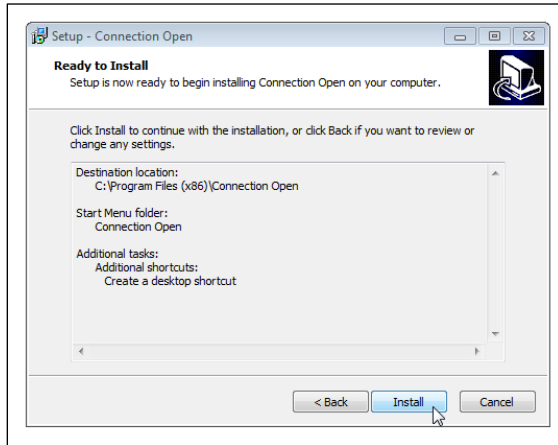 Setup - Connection Open
Ready to Install
Setup is now ready to begin installing Connection Open on your computer.
Click Install to continue with the installation, or click Back if you want to review or
change any settings.
Destination location:
C:\Program Files (x86)\Connection Open
Start Menu folder:
Connection Open
Additional tasks:
Additional shortcuts:
Create a desktop shortcut
< Back
Install
Cancel